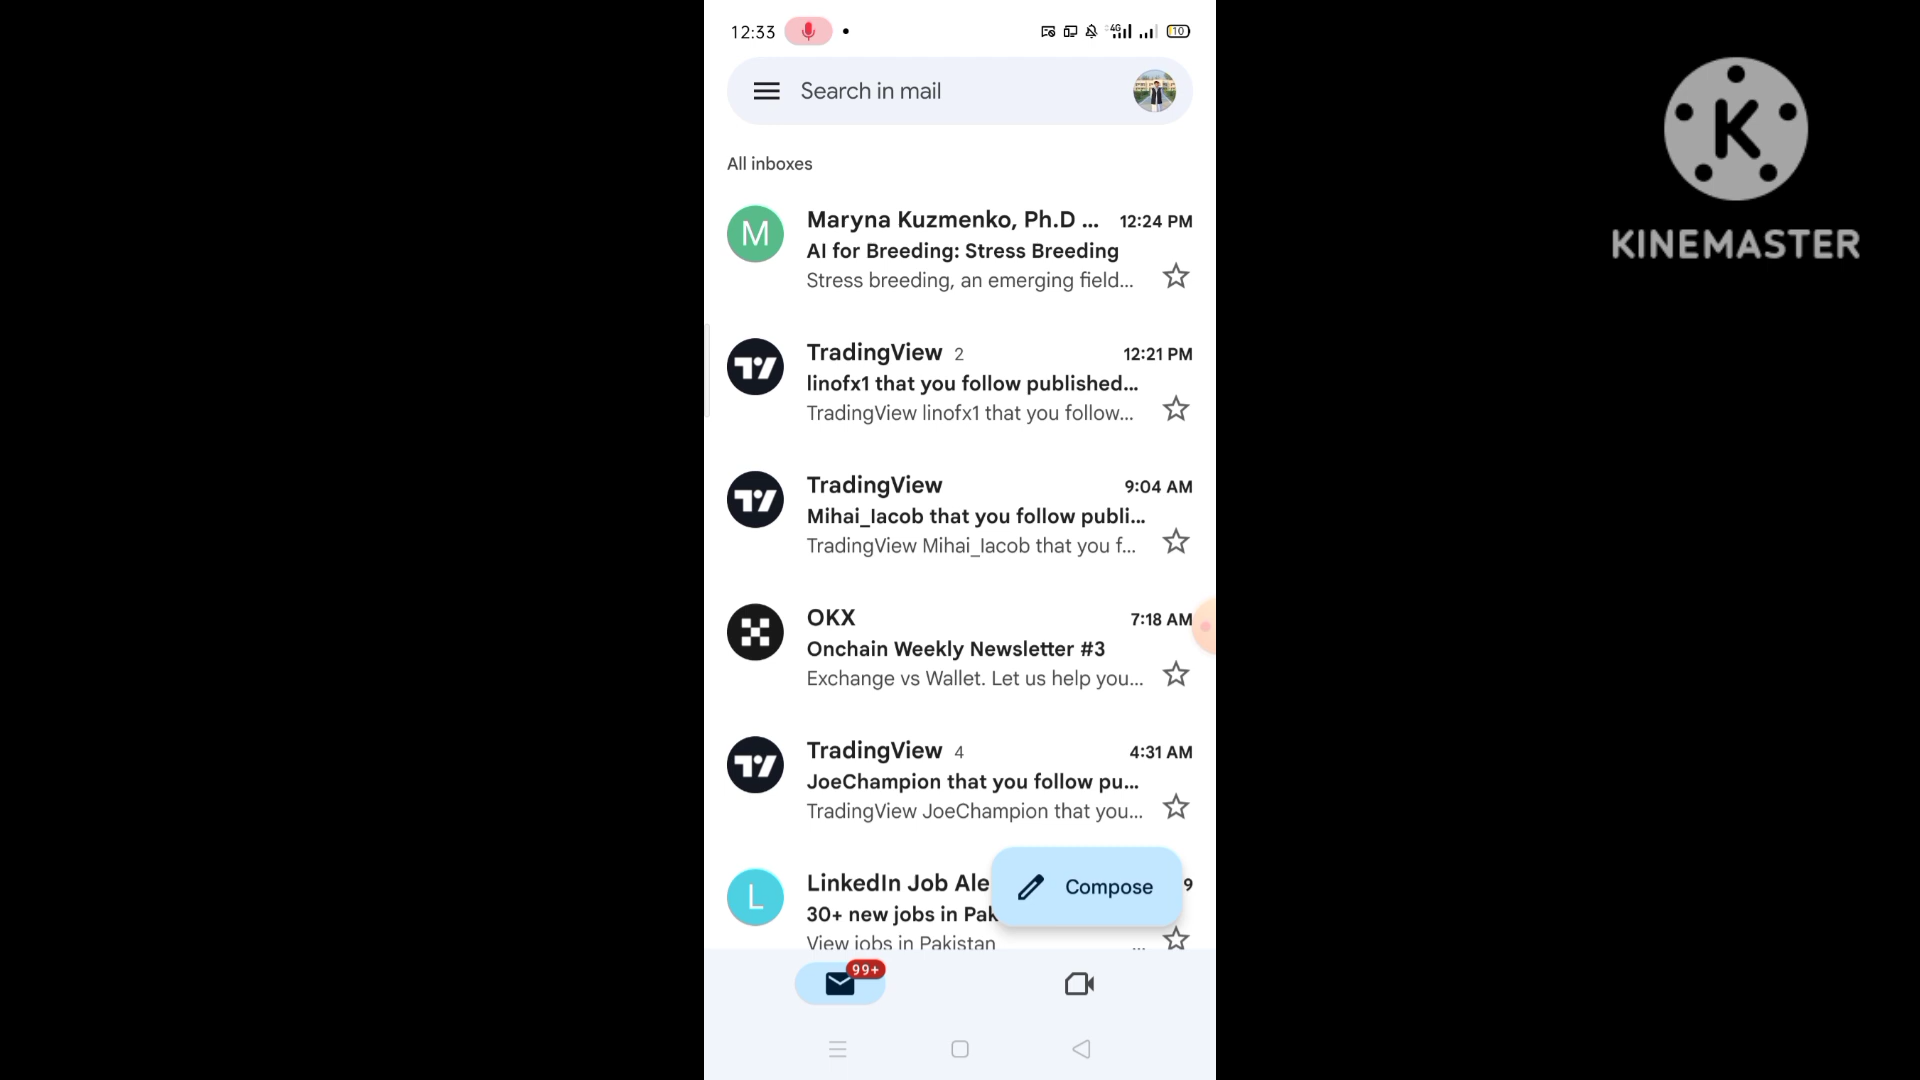 12:33
4G
10
Search in mail
All inboxes
M
Maryna Kuzmenko, Ph.D ... 12:24 PM
AI for Breeding: Stress Breeding
Stress breeding, an emerging field...
TradingView 2 12:21 PM
linofx1 that you follow published...
TradingView linofx1 that you follow...
TradingView 9:04 AM
Mihai_Iacob that you follow publi...
TradingView Mihai_Iacob that you f...
OKX 7:18 AM
Onchain Weekly Newsletter #3
Exchange vs Wallet. Let us help you...
TradingView 4 4:31 AM
JoeChampion that you follow pu...
TradingView JoeChampion that you...
L
LinkedIn Job Ale 9
30+ new jobs in Pak
View jobs in Pakistan ...
Compose
99+
K
KINEMASTER